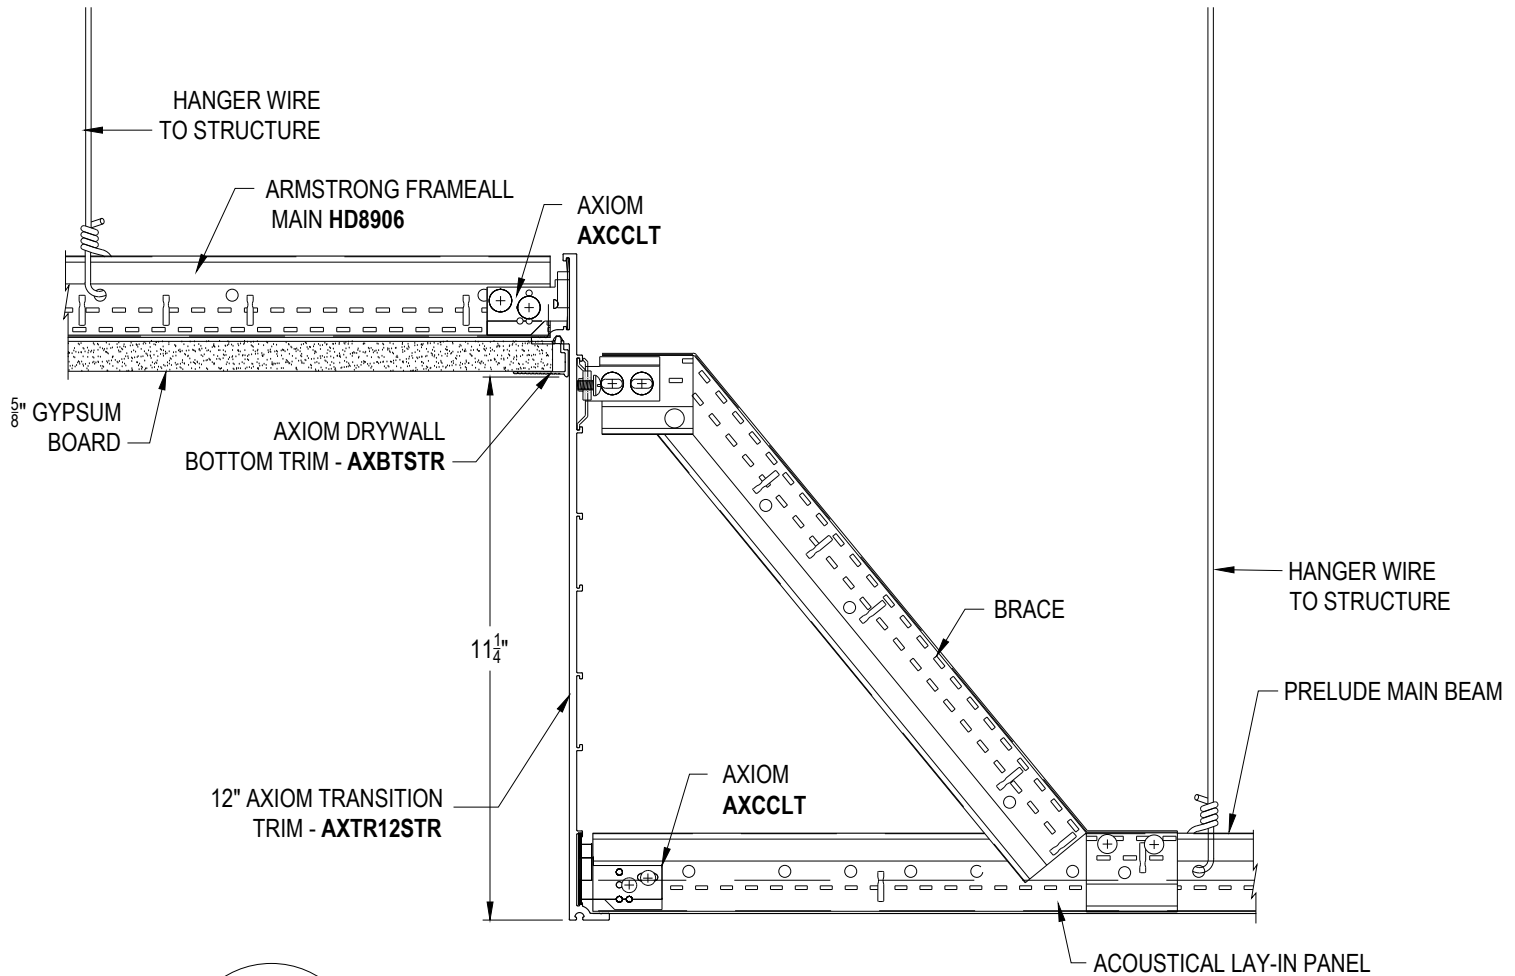 HANGER WIRE
TO STRUCTURE
ARMSTRONG FRAMEALL
MAIN HD8906
AXIOM
AXCCLT
5/8" GYPSUM
BOARD
AXIOM DRYWALL
BOTTOM TRIM - AXBTSTR
HANGER WIRE
TO STRUCTURE
BRACE
11 1/4"
PRELUDE MAIN BEAM
12" AXIOM TRANSITION
TRIM - AXTR12STR
AXIOM
AXCCLT
ACOUSTICAL LAY-IN PANEL